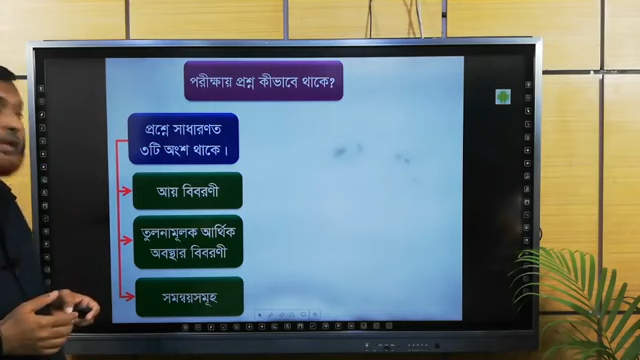 পরীক্ষায় প্রশ্ন কীভাবে থাকে?
প্রশ্নে সাধারণত
৩টি অংশ থাকে।
আয় বিবরণী
তুলনামূলক আর্থিক
অবস্থার বিবরণী
সমন্বয়সমূহ